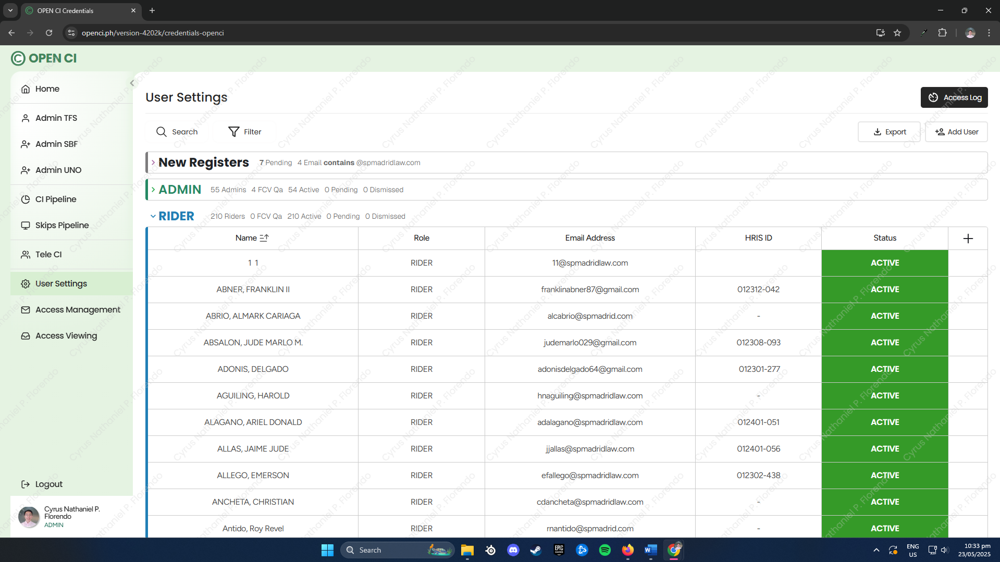 OPEN CI Credentials
openci.ph/version-4202k/credentials-openci
OPEN CI
Home
Admin TFS
Admin SBF
Admin UNO
CI Pipeline
Skips Pipeline
Tele CI
User Settings
Access Management
Access Viewing
Logout
Cyrus Nathaniel P. Florendo
ADMIN
User Settings
Access Log
Search
Filter
Export
Add User
New Registers 7 Pending 4 Email contains @spmadridlaw.com
ADMIN 55 Admins 4 FCV Qa 54 Active 0 Pending 0 Dismissed
RIDER 210 Riders 0 FCV Qa 210 Active 0 Pending 0 Dismissed
Name Role Email Address HRIS ID Status
1 1 RIDER 11@spmadridlaw.com ACTIVE
ABNER, FRANKLIN II RIDER franklinabner87@gmail.com 012312-042 ACTIVE
ABRIO, ALMARK CARIAGA RIDER alcabrio@spmadrid.com - ACTIVE
ABSALON, JUDE MARLO M. RIDER judemarlo029@gmail.com 012308-093 ACTIVE
ADONIS, DELGADO RIDER adonisdelgado64@gmail.com 012301-277 ACTIVE
AGUILING, HAROLD RIDER hnaguiling@spmadridlaw.com - ACTIVE
ALAGANO, ARIEL DONALD RIDER adalagano@spmadridlaw.com 012401-051 ACTIVE
ALLAS, JAIME JUDE RIDER jjallas@spmadridlaw.com 012401-056 ACTIVE
ALLEGO, EMERSON RIDER efallego@spmadridlaw.com 012302-438 ACTIVE
ANCHETA, CHRISTIAN RIDER cdancheta@spmadridlaw.com - ACTIVE
Antido, Roy Revel RIDER rnantido@spmadrid.com - ACTIVE
Cyrus Nathaniel P. Florendo
Search
EPIC GAMES
ENG
US
10:33 pm
23/05/2025